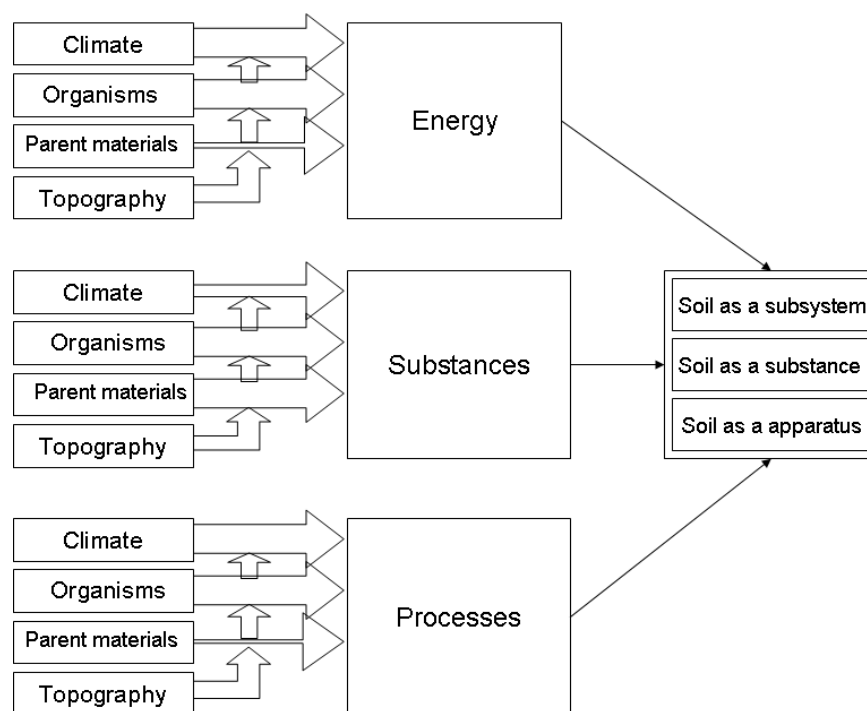 Climate
Organisms
Parent materials
Topography
Energy
Climate
Organisms
Parent materials
Topography
Substances
Climate
Organisms
Parent materials
Topography
Processes
Soil as a subsystem
Soil as a substance
Soil as a apparatus